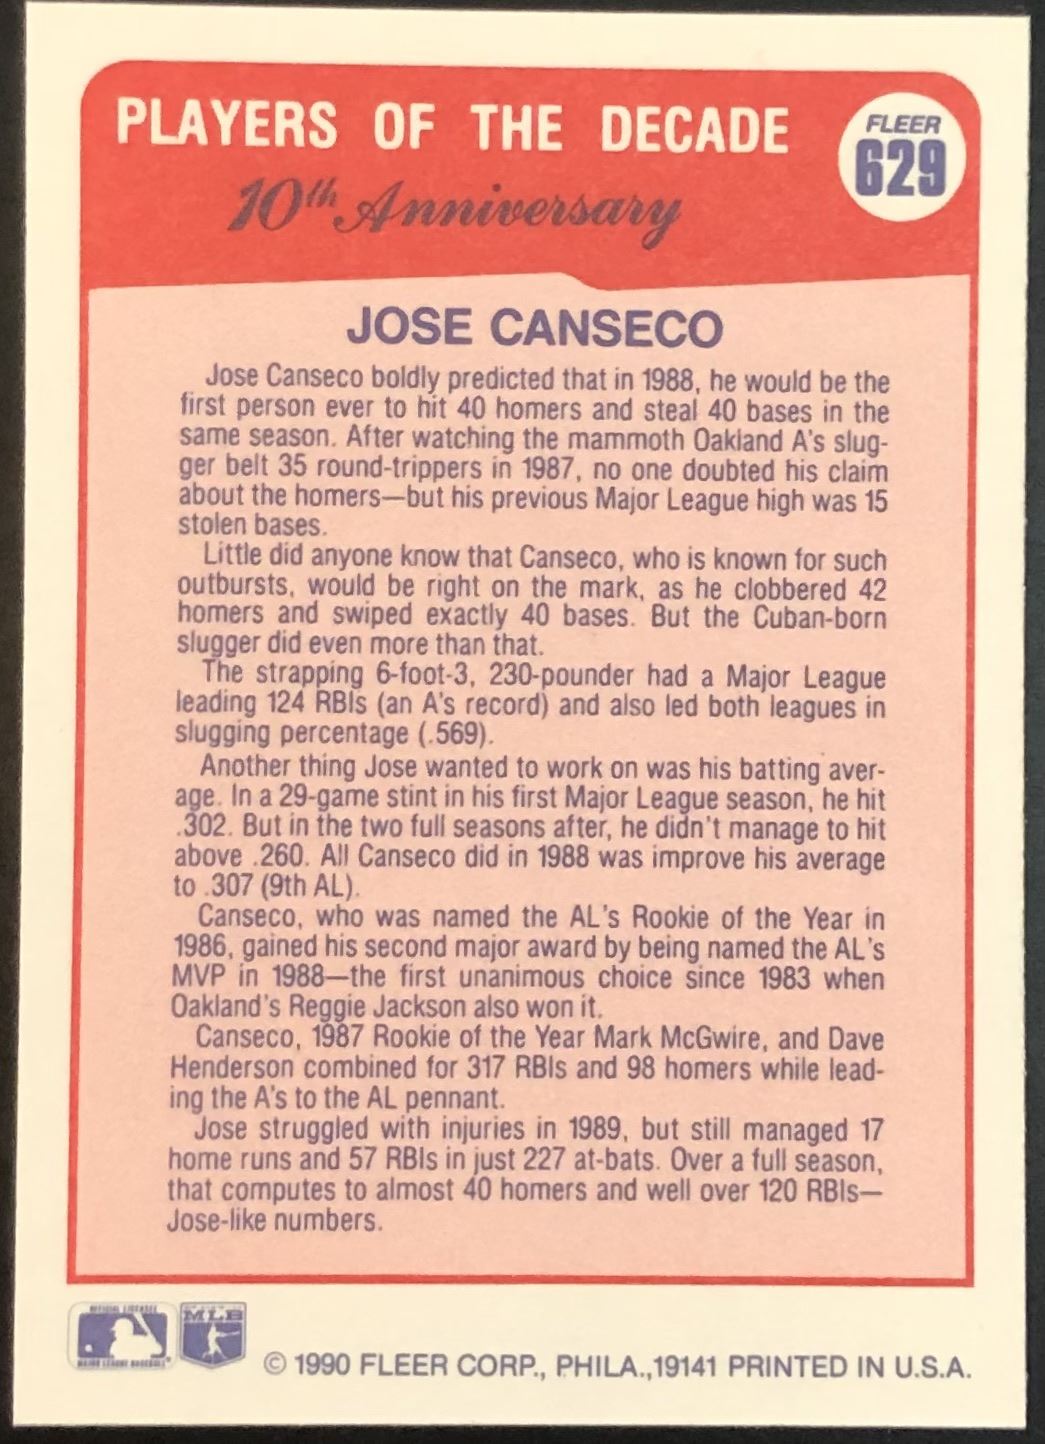 PLAYERS OF THE DECADE
FLEER
629
10th Anniversary
JOSE CANSECO
Jose Canseco boldly predicted that in 1988, he would be the
first person ever to hit 40 homers and steal 40 bases in the
same season. After watching the mammoth Oakland A's slug-
ger belt 35 round-trippers in 1987, no one doubted his claim
about the homers—but his previous Major League high was 15
stolen bases.
Little did anyone know that Canseco, who is known for such
outbursts, would be right on the mark, as he clobbered 42
homers and swiped exactly 40 bases. But the Cuban-born
slugger did even more than that.
The strapping 6-foot-3, 230-pounder had a Major League
leading 124 RBIs (an A's record) and also led both leagues in
slugging percentage (.569).
Another thing Jose wanted to work on was his batting aver-
age. In a 29-game stint in his first Major League season, he hit
.302. But in the two full seasons after, he didn't manage to hit
above .260. All Canseco did in 1988 was improve his average
to .307 (9th AL).
Canseco, who was named the AL's Rookie of the Year in
1986, gained his second major award by being named the AL's
MVP in 1988—the first unanimous choice since 1983 when
Oakland's Reggie Jackson also won it.
Canseco, 1987 Rookie of the Year Mark McGwire, and Dave
Henderson combined for 317 RBIs and 98 homers while lead-
ing the A's to the AL pennant.
Jose struggled with injuries in 1989, but still managed 17
home runs and 57 RBIs in just 227 at-bats. Over a full season,
that computes to almost 40 homers and well over 120 RBIs—
Jose-like numbers.
OFFICIAL LICENSEE
MAJOR LEAGUE BASEBALL
MLB
© 1990 FLEER CORP., PHILA.,19141 PRINTED IN U.S.A.